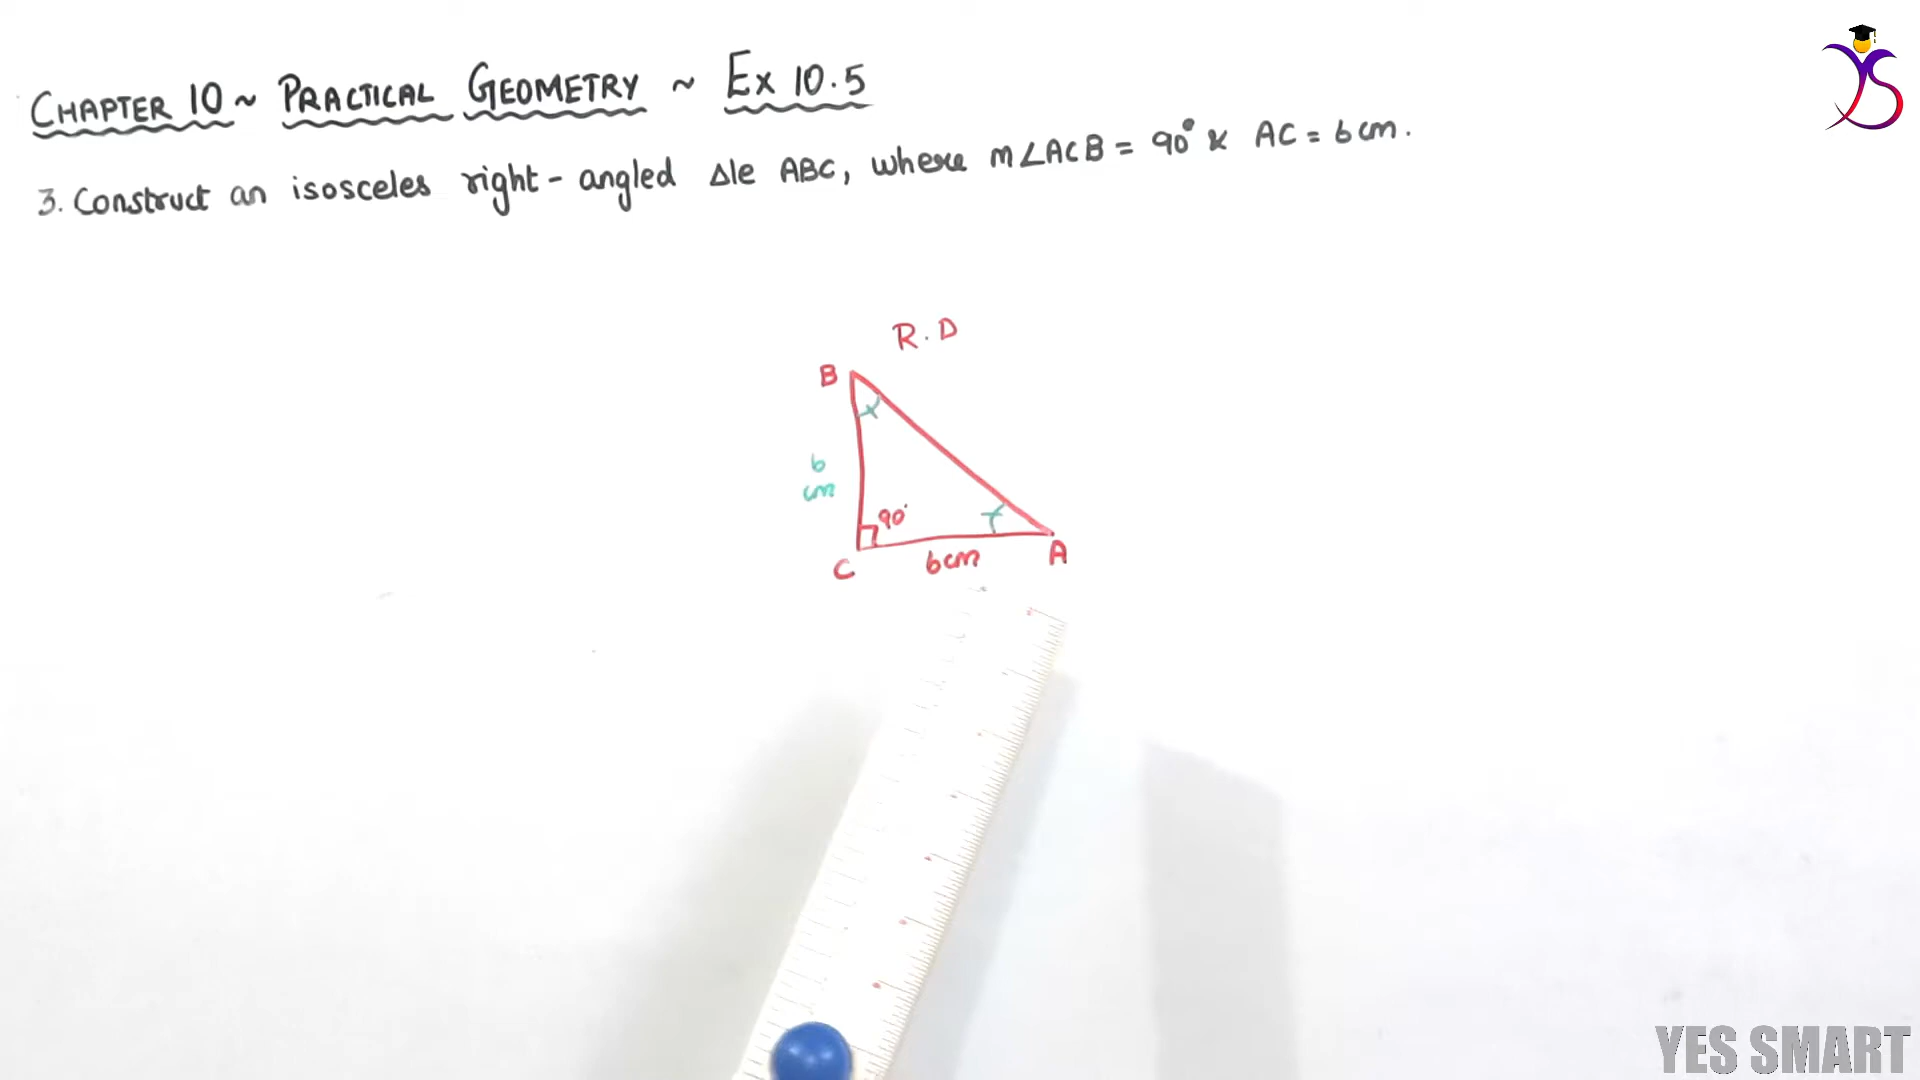 CHAPTER 10 ~ PRACTICAL GEOMETRY ~ Ex 10.5
3. Construct an isosceles right-angled Δle ABC, where m∠ACB = 90° & AC = 6cm.
R.D
B
6
cm
90°
C
6cm
A
YES SMART